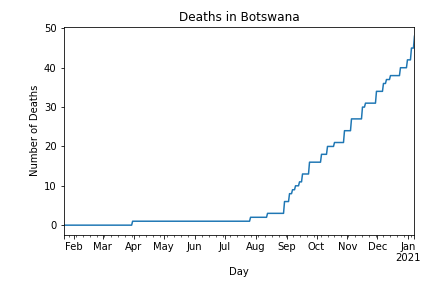 Deaths in Botswana
50
40
30
20
10
0
Number of Deaths
Feb Mar Apr May Jun Jul Aug Sep Oct Nov Dec Jan
2021
Day